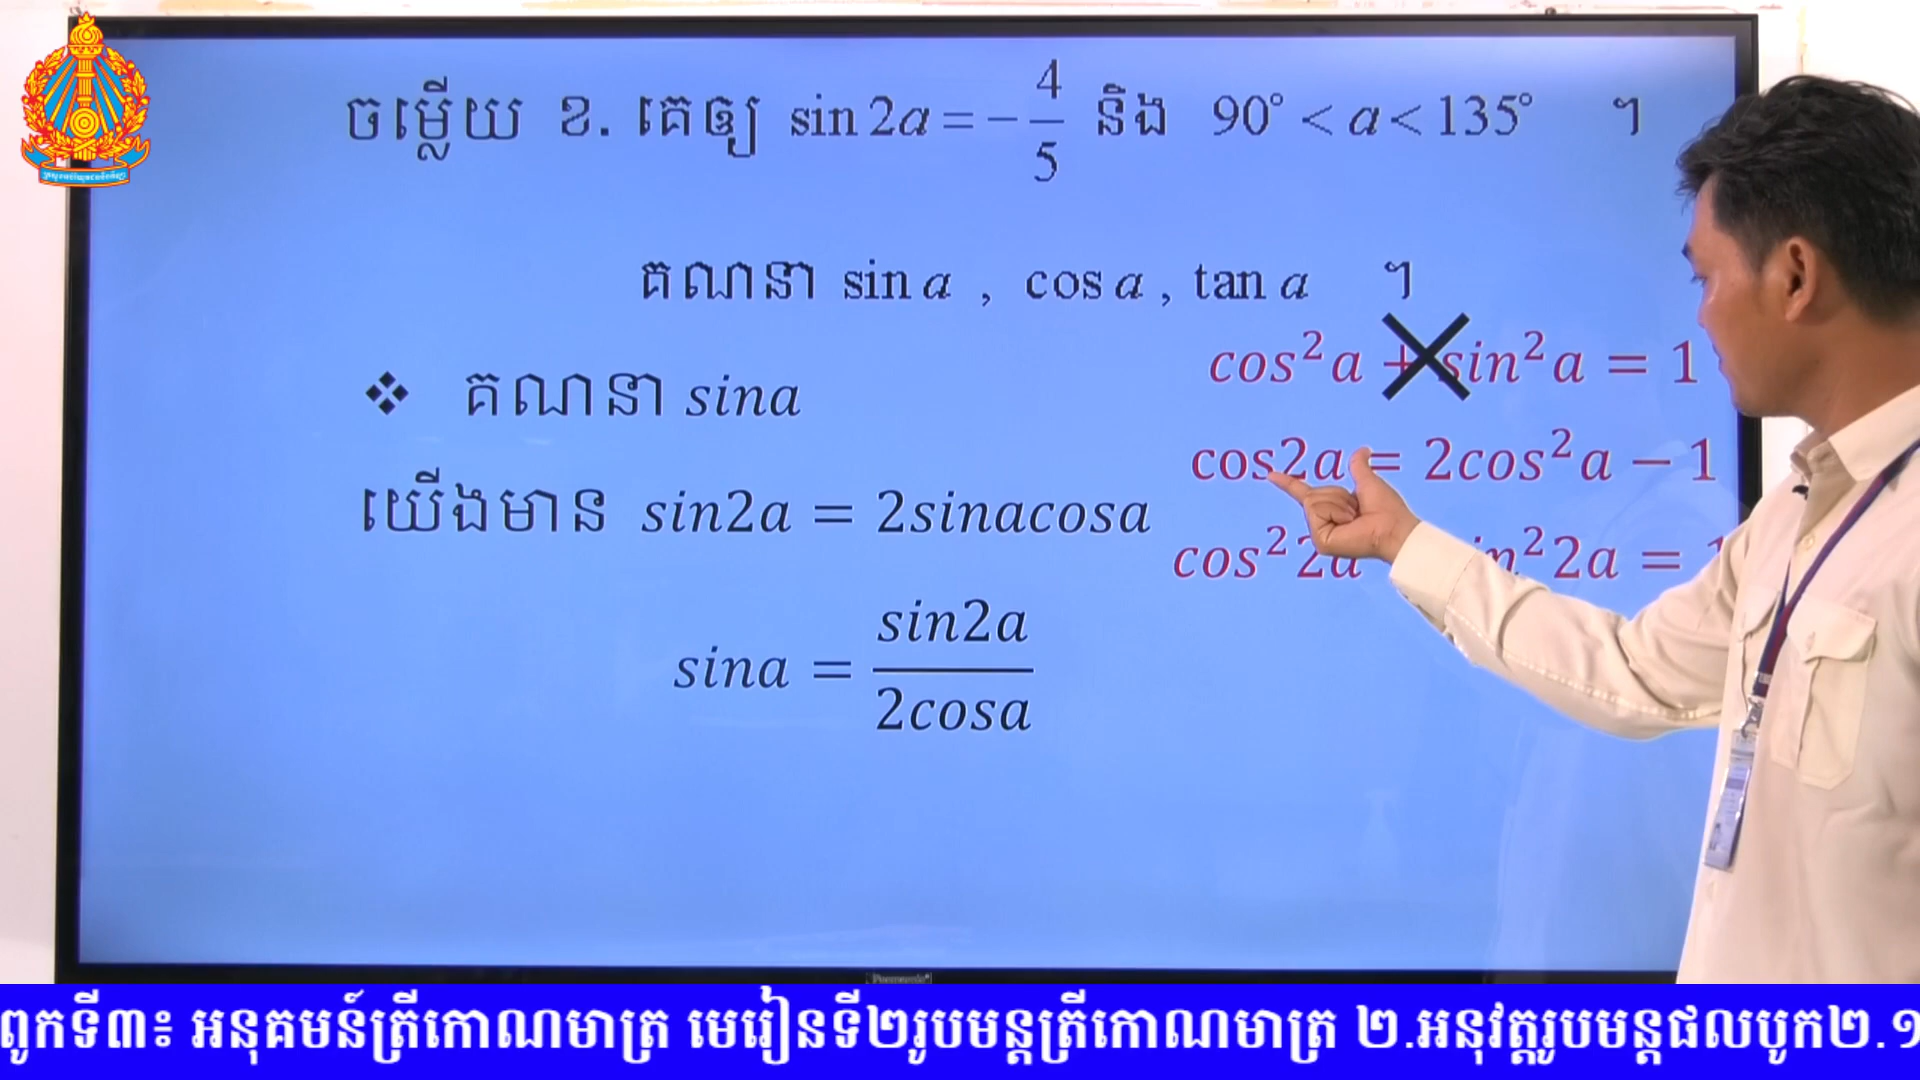 ចម្លើយ ខ. គេឲ្យ sin 2a = − 4/5 និង 90° < a < 135° ។
គណនា sin a , cos a , tan a ។
cos²a + sin²a = 1
❖ គណនា sina
cos2a = 2cos²a − 1
យើងមាន sin2a = 2sinacosa
cos²2a in²2a = 1
sina = sin2a/2cosa
ពូកទី៣៖ អនុគមន៍ត្រីកោណមាត្រ មេរៀនទី២រូបមន្តត្រីកោណមាត្រ ២.អនុវត្តរូបមន្តផលបូក២.១